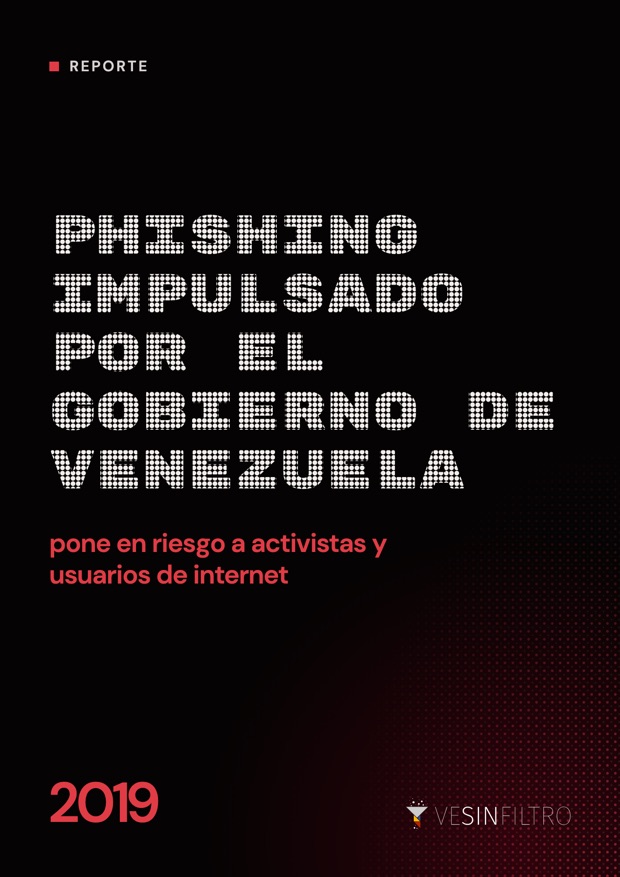 REPORTE
PHISHING
IMPULSADO
POR EL
GOBIERNO DE
VENEZUELA
pone en riesgo a activistas y
usuarios de internet
2019
VESINFILTRO